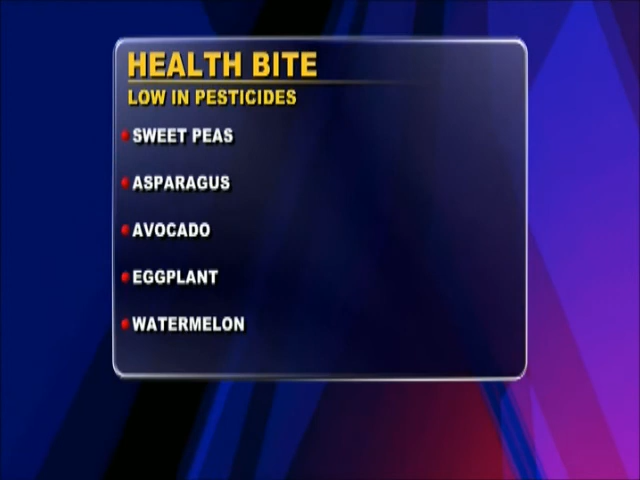 HEALTH BITE
LOW IN PESTICIDES
SWEET PEAS
ASPARAGUS
AVOCADO
EGGPLANT
WATERMELON